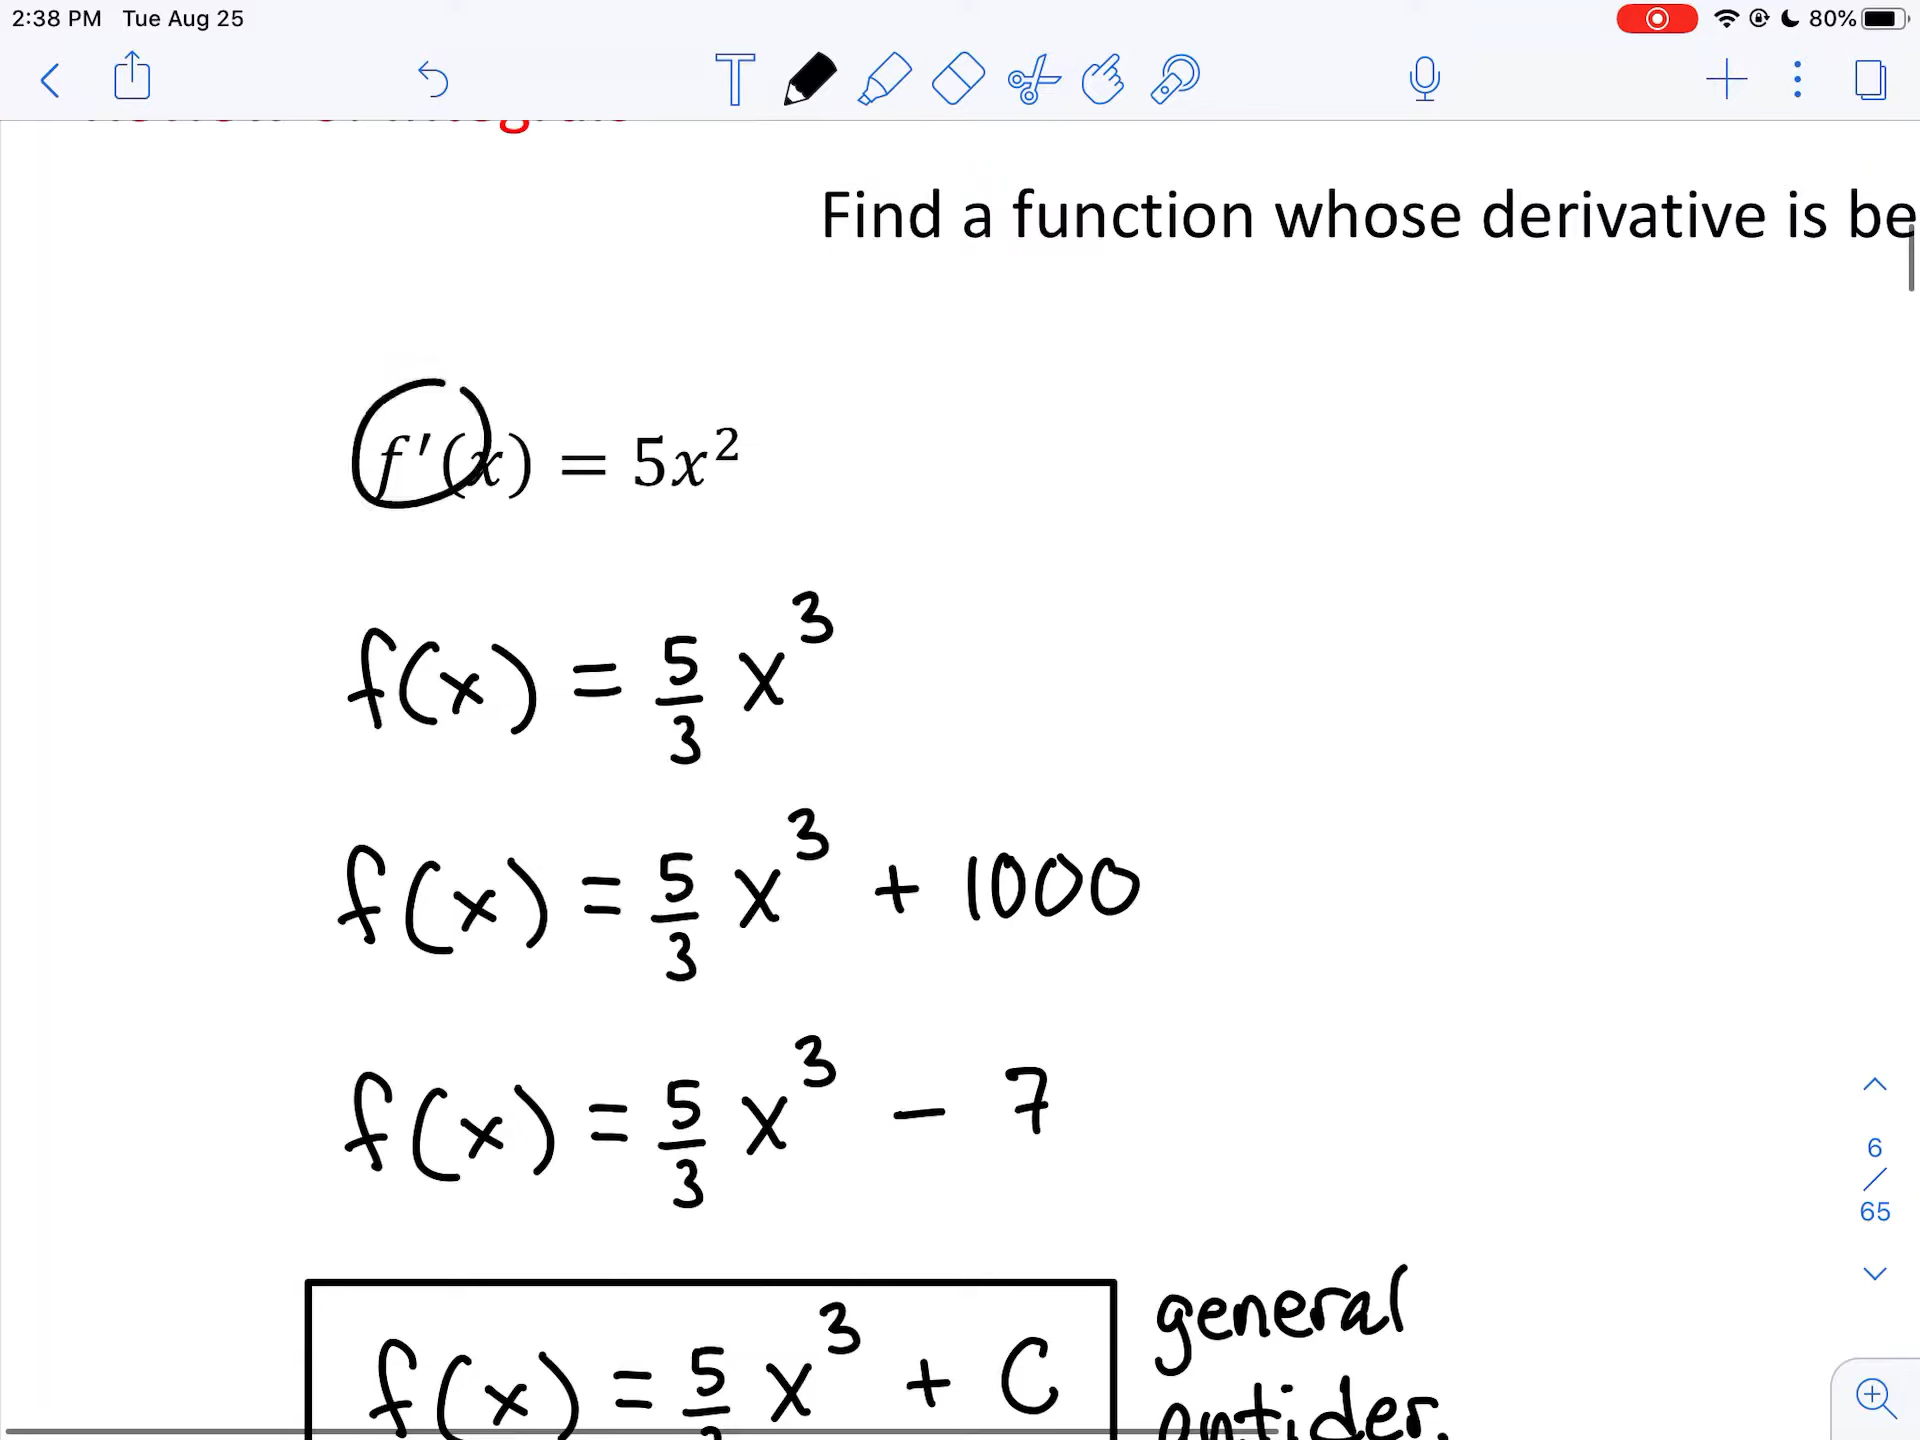 2:38 PM Tue Aug 25 80%
Find a function whose derivative is be
f'(x) = 5x²
f(x) = 5/3 x³
f(x) = 5/3 x³ + 1000
f(x) = 5/3 x³ - 7
6
/
65
f(x) = 5/3 x³ + C
general
antider.